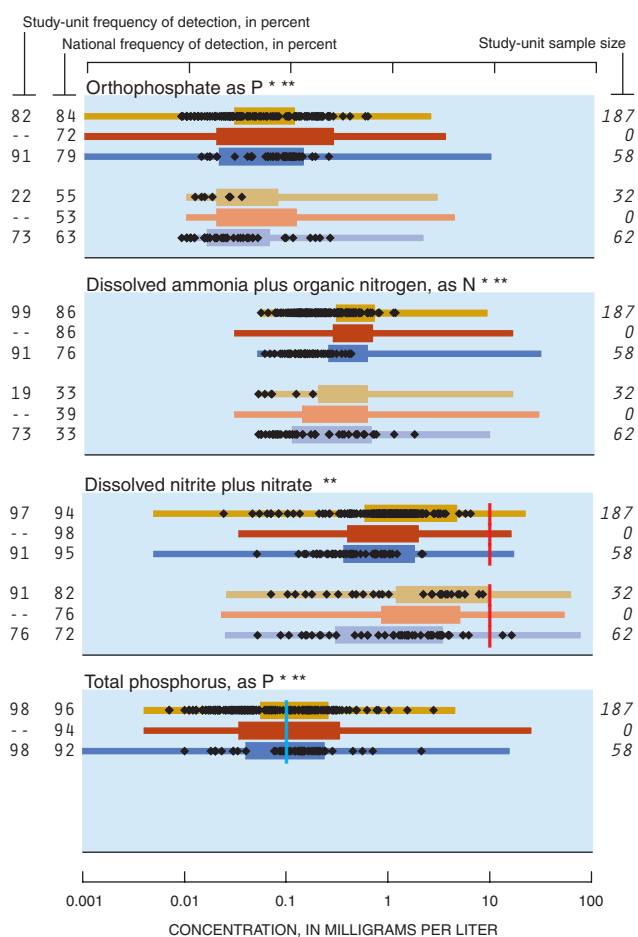 Study-unit frequency of detection, in percent
National frequency of detection, in percent
Study-unit sample size
Orthophosphate as P * **
82 84 187
-- 72 0
91 79 58
22 55 32
-- 53 0
73 63 62
Dissolved ammonia plus organic nitrogen, as N * **
99 86 187
-- 86 0
91 76 58
19 33 32
-- 39 0
73 33 62
Dissolved nitrite plus nitrate **
97 94 187
-- 98 0
91 95 58
91 82 32
-- 76 0
76 72 62
Total phosphorus, as P * **
98 96 187
-- 94 0
98 92 58
0.001 0.01 0.1 1 10 100
CONCENTRATION, IN MILLIGRAMS PER LITER